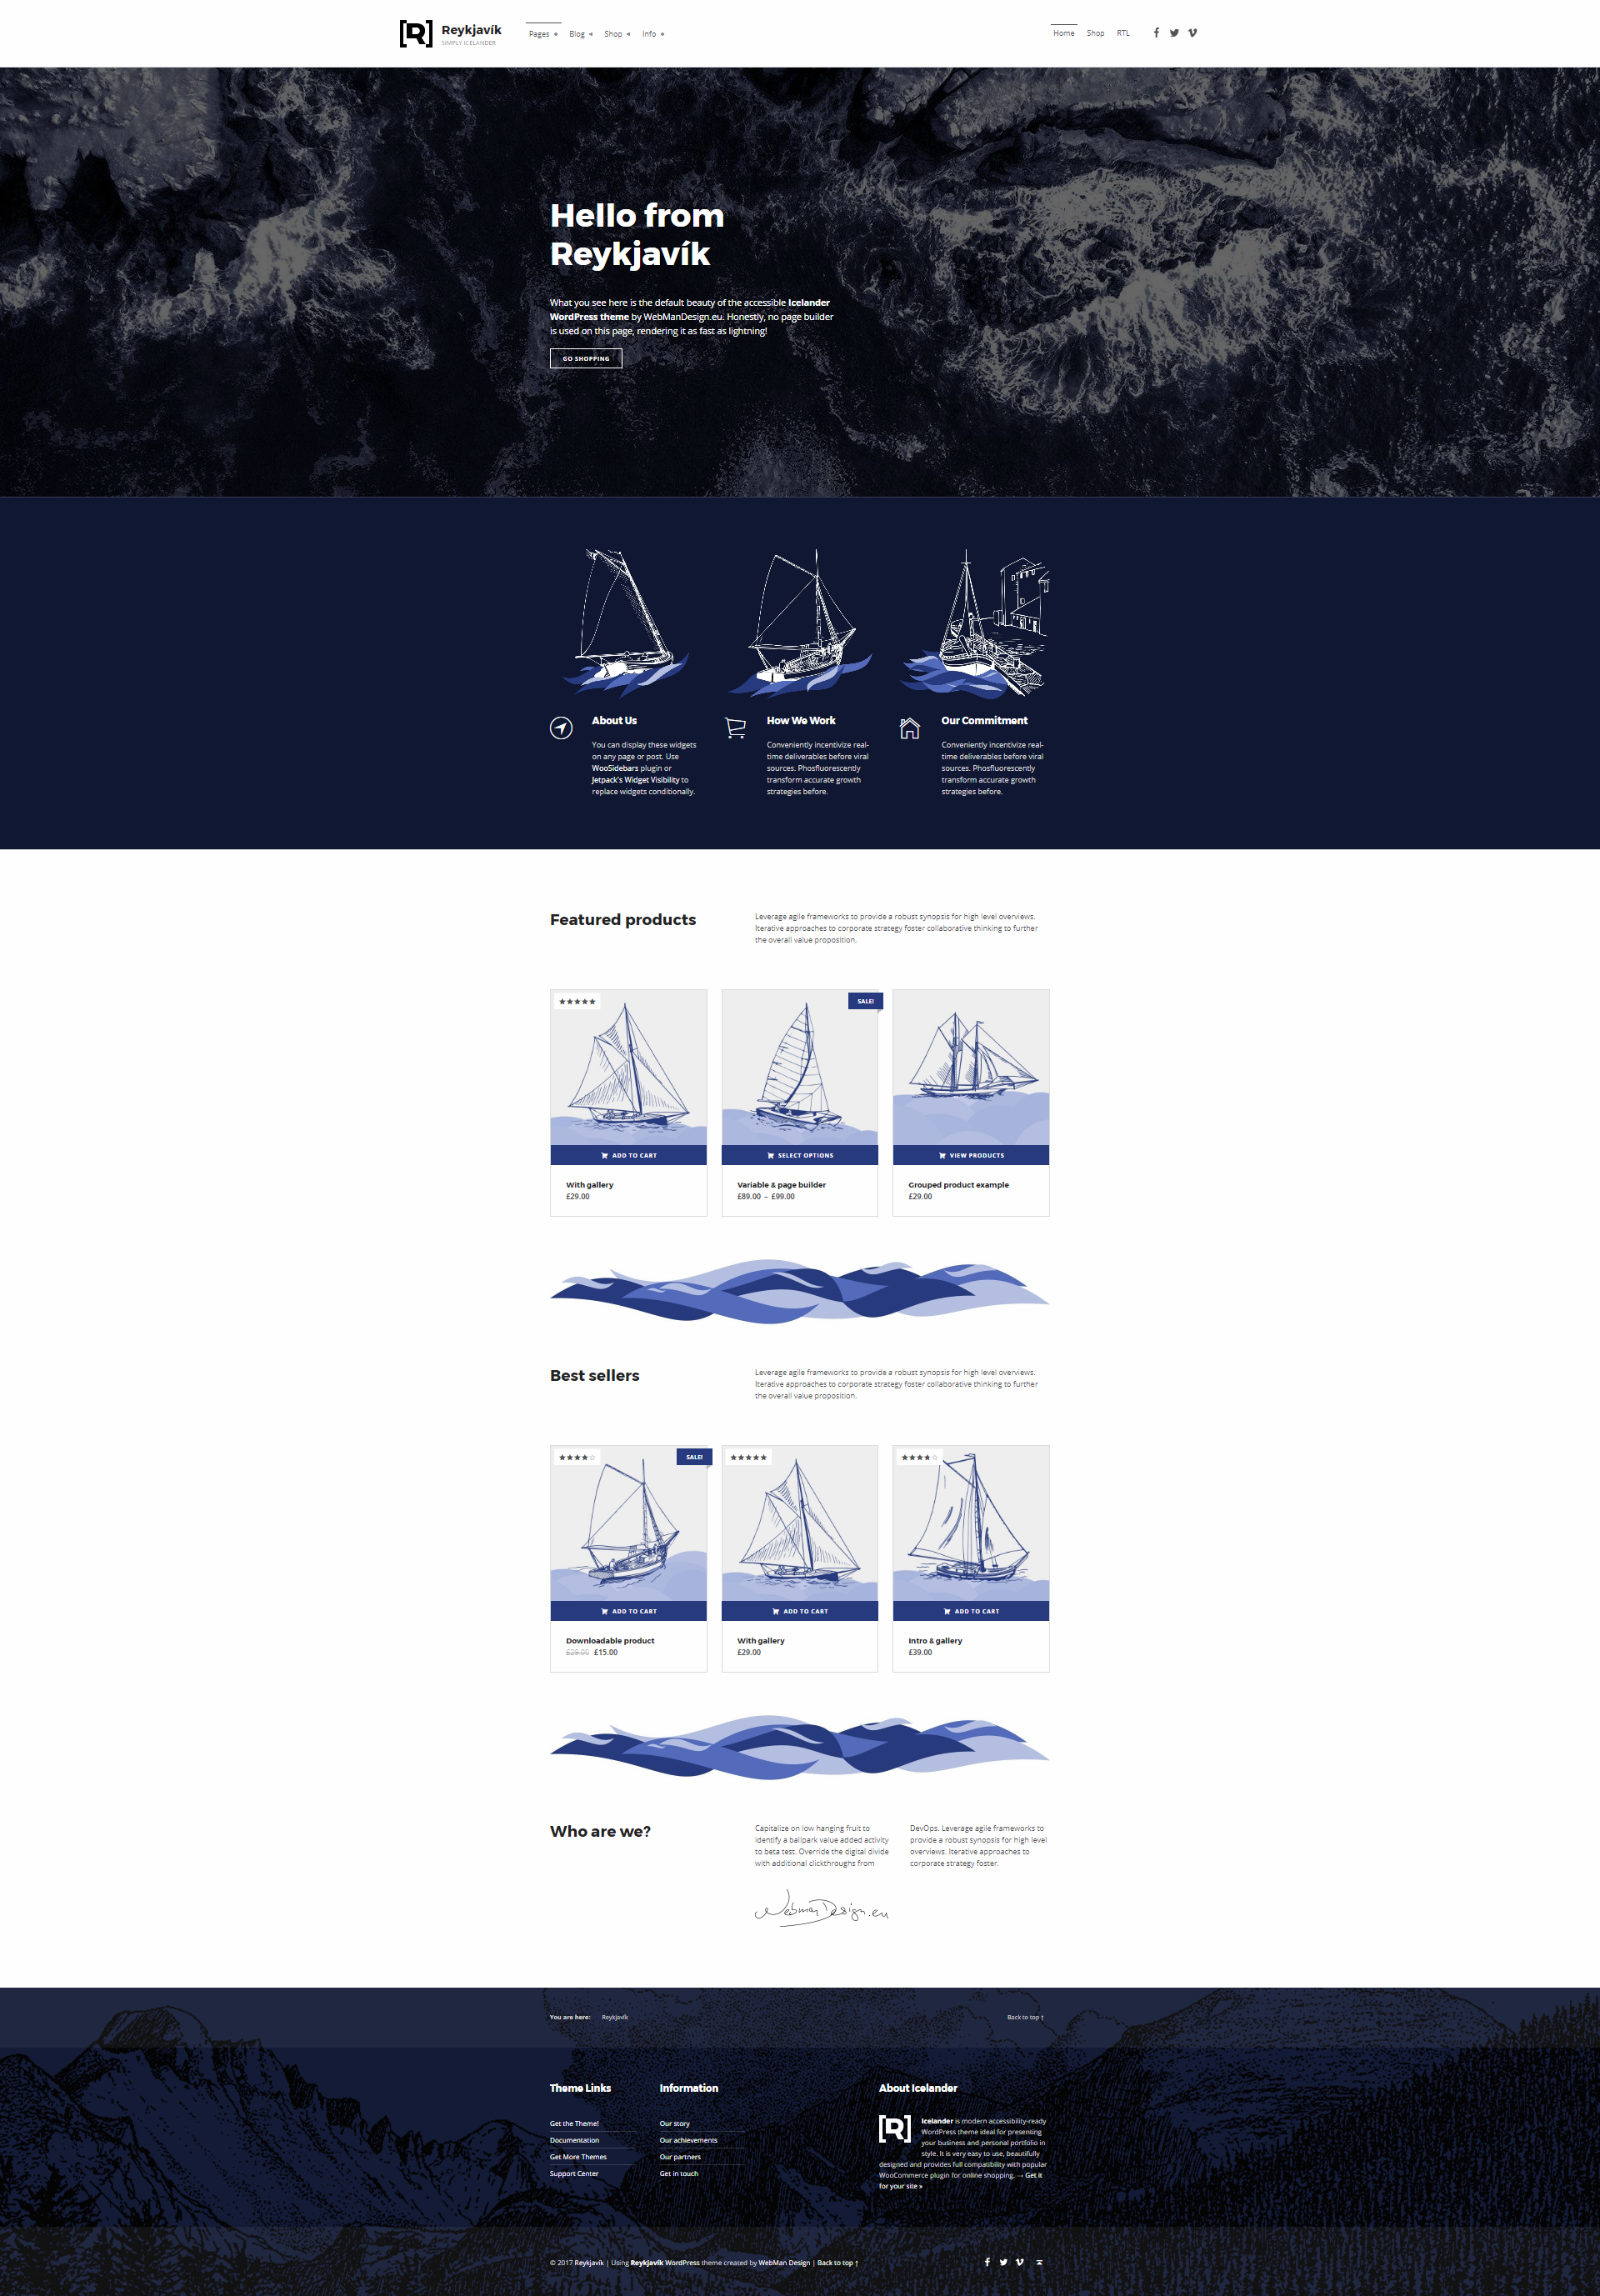 [R] Reykjavík
SIMPLY ICELANDER
Pages Blog Shop Info
Home Shop RTL
Hello from
Reykjavík
What you see here is the default beauty of the accessible Icelander
WordPress theme by WebManDesign.eu. Honestly, no page builder
is used on this page, rendering it as fast as lightning!
GO SHOPPING
About Us
You can display these widgets
on any page or post. Use
WooSidebars plugin or
Jetpack's Widget Visibility to
replace widgets conditionally.
How We Work
Conveniently incentivize real-
time deliverables before viral
sources. Phosfluorescently
transform accurate growth
strategies before.
Our Commitment
Conveniently incentivize real-
time deliverables before viral
sources. Phosfluorescently
transform accurate growth
strategies before.
Featured products
Leverage agile frameworks to provide a robust synopsis for high level overviews.
Iterative approaches to corporate strategy foster collaborative thinking to further
the overall value proposition.
ADD TO CART
With gallery
£29.00
SALE!
SELECT OPTIONS
Variable & page builder
£89.00 – £99.00
VIEW PRODUCTS
Grouped product example
£29.00
Best sellers
Leverage agile frameworks to provide a robust synopsis for high level overviews.
Iterative approaches to corporate strategy foster collaborative thinking to further
the overall value proposition.
SALE!
ADD TO CART
Downloadable product
£29.00 £15.00
ADD TO CART
With gallery
£29.00
ADD TO CART
Intro & gallery
£39.00
Who are we?
Capitalize on low hanging fruit to
identify a ballpark value added activity
to beta test. Override the digital divide
with additional clickthroughs from
DevOps. Leverage agile frameworks to
provide a robust synopsis for high level
overviews. Iterative approaches to
corporate strategy foster.
WebmanDesign.eu
You are here: Reykjavík
Back to top ↑
Theme Links
Get the Theme!
Documentation
Get More Themes
Support Center
Information
Our story
Our achievements
Our partners
Get in touch
About Icelander
[R] Icelander is modern accessibility-ready
WordPress theme ideal for presenting
your business and personal portfolio in
style. It is very easy to use, beautifully
designed and provides full compatibility with popular
WooCommerce plugin for online shopping. → Get it
for your site »
© 2017 Reykjavík | Using Reykjavík WordPress theme created by WebMan Design | Back to top ↑